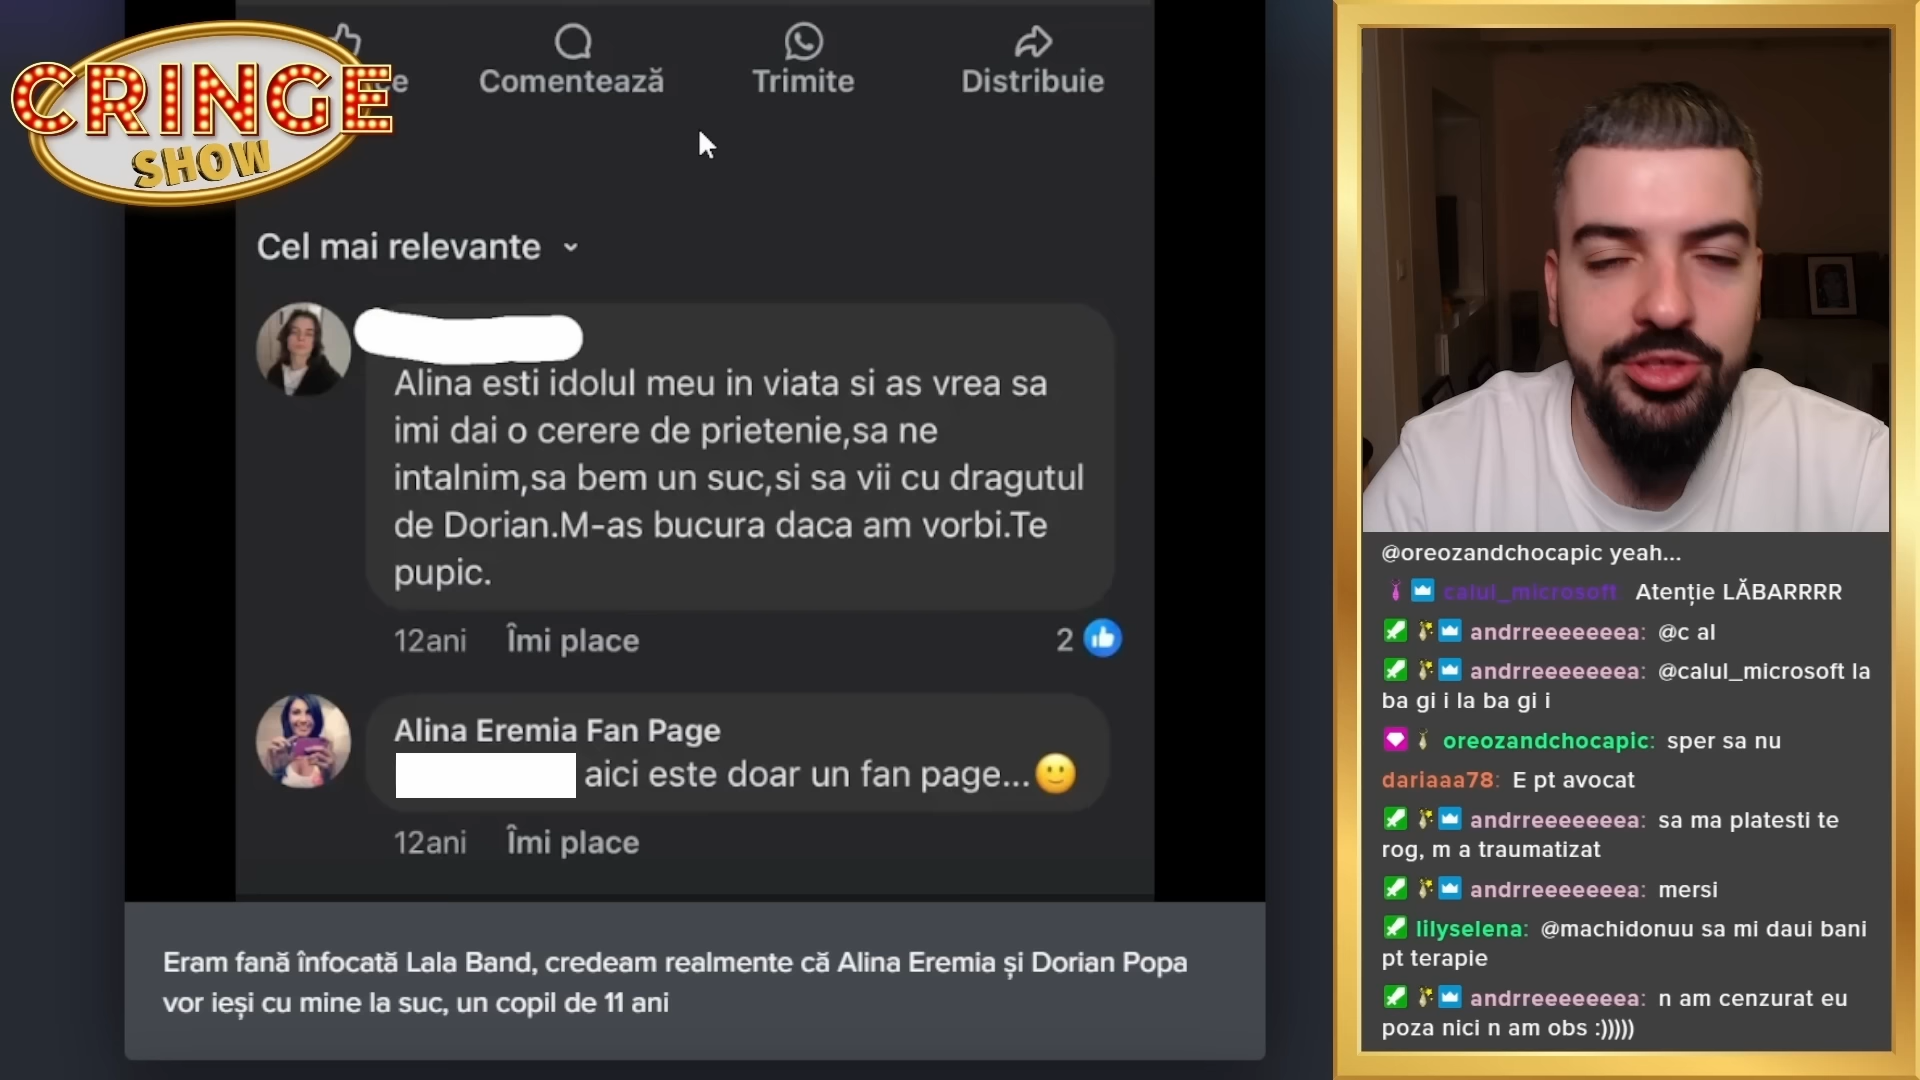 CRINGE
SHOW
Comentează
Trimite
Distribuie
Cel mai relevante
Alina esti idolul meu in viata si as vrea sa
imi dai o cerere de prietenie,sa ne
intalnim,sa bem un suc,si sa vii cu dragutul
de Dorian.M-as bucura daca am vorbi.Te
pupic.
12ani Îmi place 2
Alina Eremia Fan Page
aici este doar un fan page...🙂
12ani Îmi place
Eram fană înfocată Lala Band, credeam realmente că Alina Eremia și Dorian Popa
vor ieși cu mine la suc, un copil de 11 ani
@oreozandchocapic yeah...
calul_microsoft: Atenție LĂBARRRR
andrreeeeeeea: @c al
andrreeeeeeea: @calul_microsoft la
ba gi i la ba gi i
oreozandchocapic: sper sa nu
dariaaa78: E pt avocat
andrreeeeeeea: sa ma platesti te
rog, m a traumatizat
andrreeeeeeea: mersi
lilyselena: @machidonuu sa mi daui bani
pt terapie
andrreeeeeeea: n am cenzurat eu
poza nici n am obs :)))))